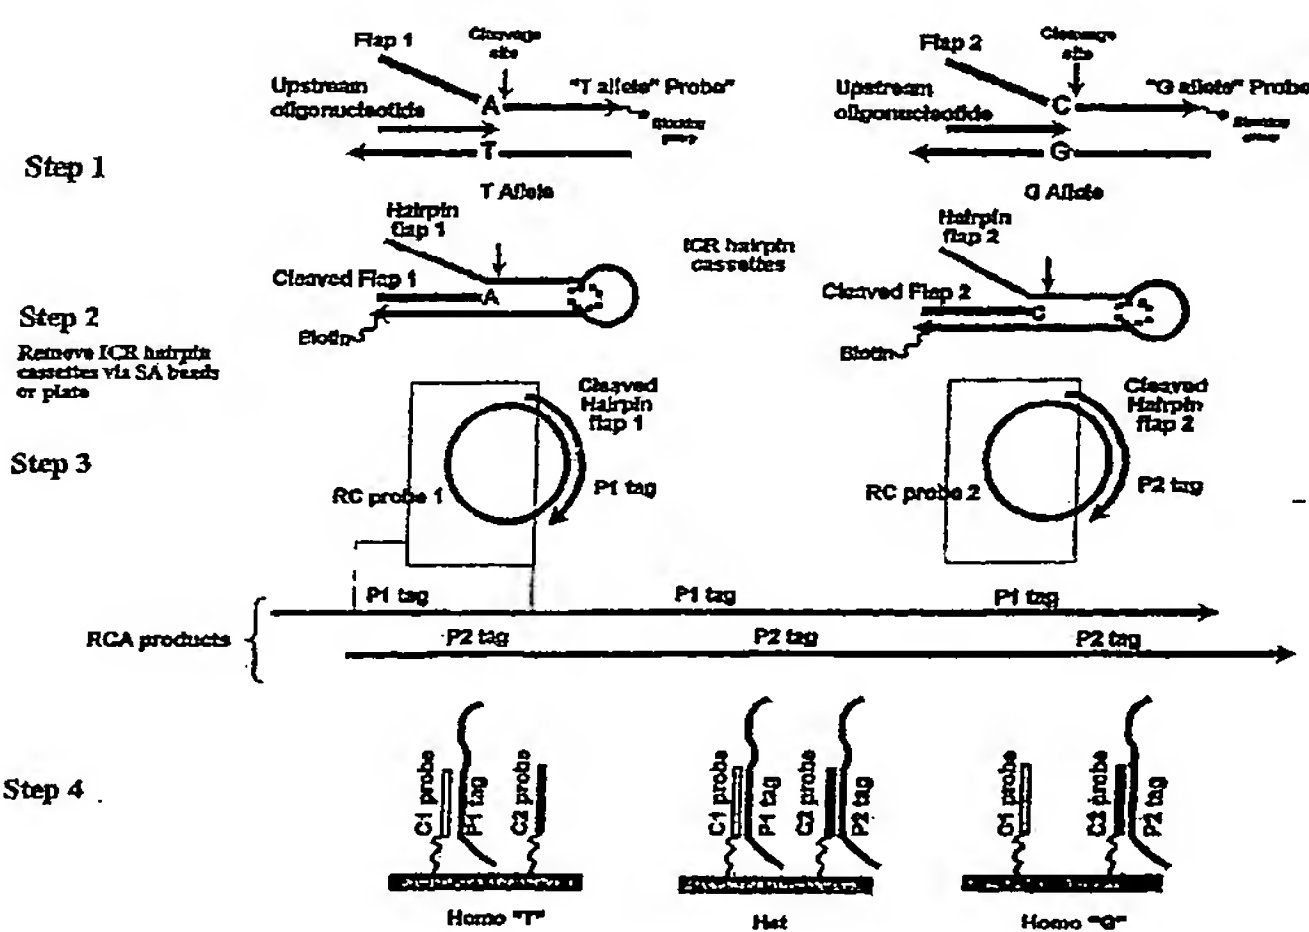 Flap 1
Cleavage
site
"T allele" Probe"
Upstream
oligonucleotide
A
Blocking
group
T
T Allele
Flap 2
Cleavage
site
"G allele" Probe
Upstream
oligonucleotide
C
Blocking
group
G
G Allele
Step 1
Hairpin
flap 1
Cleaved Flap 1
A
Biotin
ICR hairpin
cassettes
Hairpin
flap 2
Cleaved Flap 2
C
Biotin
Step 2
Remove ICR hairpin
cassettes via SA beads
or plate
Step 3
Cleaved
Hairpin
flap 1
RC probe 1
P1 tag
Cleaved
Hairpin
flap 2
RC probe 2
P2 tag
RCA products
P1 tag P1 tag P1 tag
P2 tag P2 tag P2 tag
Step 4
C1 probe
P1 tag
C2 probe
C1 probe
P1 tag
C2 probe
P2 tag
C1 probe
C2 probe
P2 tag
Homo "T"
Het
Homo "G"